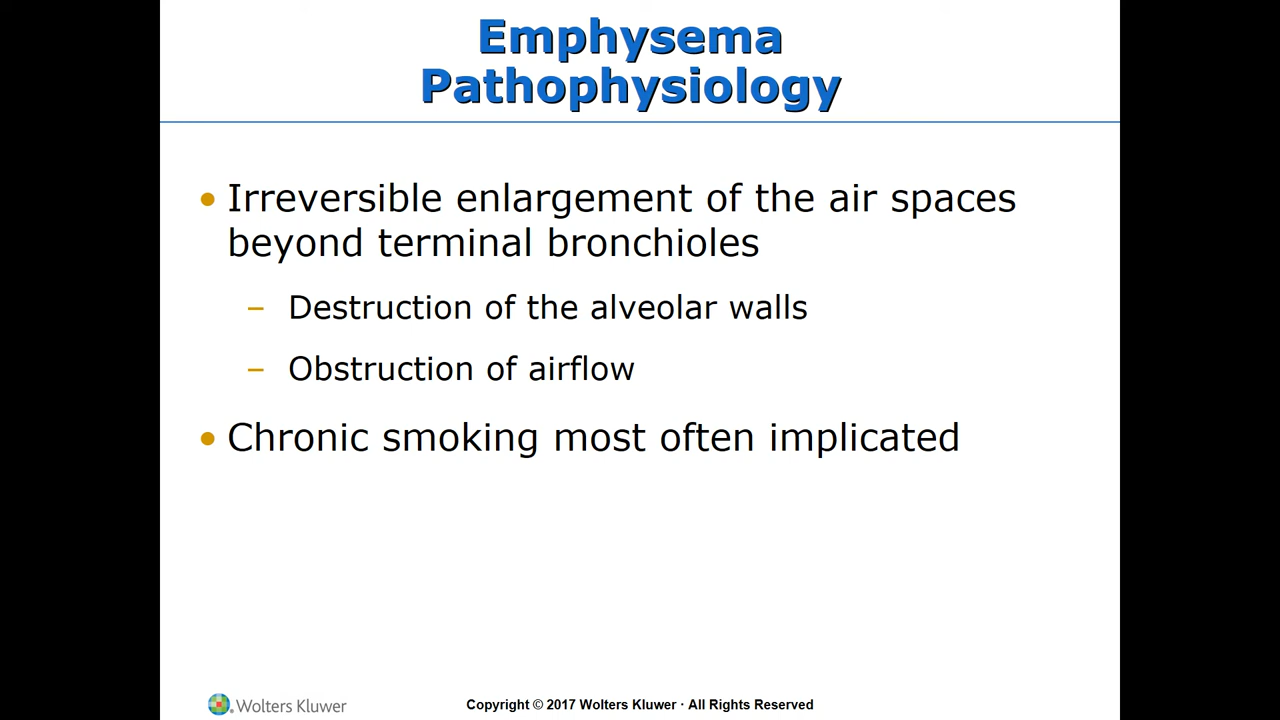 Emphysema
Pathophysiology
• Irreversible enlargement of the air spaces
beyond terminal bronchioles
– Destruction of the alveolar walls
– Obstruction of airflow
• Chronic smoking most often implicated
Wolters Kluwer
Copyright © 2017 Wolters Kluwer · All Rights Reserved